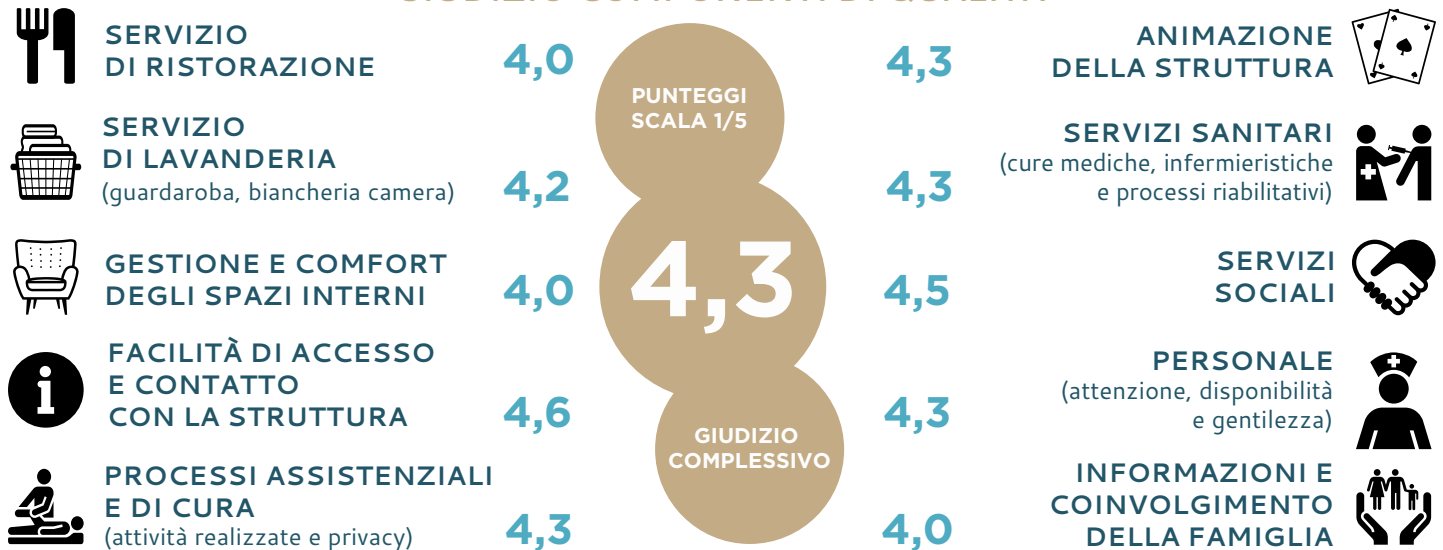 SERVIZIO
DI RISTORAZIONE
4,0
SERVIZIO
DI LAVANDERIA
(guardaroba, biancheria camera)
4,2
GESTIONE E COMFORT
DEGLI SPAZI INTERNI
4,0
FACILITÀ DI ACCESSO
E CONTATTO
CON LA STRUTTURA
4,6
PROCESSI ASSISTENZIALI
E DI CURA
(attività realizzate e privacy)
4,3
PUNTEGGI
SCALA 1/5
4,3
GIUDIZIO
COMPLESSIVO
4,3
ANIMAZIONE
DELLA STRUTTURA
4,3
SERVIZI SANITARI
(cure mediche, infermieristiche
e processi riabilitativi)
4,5
SERVIZI
SOCIALI
4,3
PERSONALE
(attenzione, disponibilità
e gentilezza)
4,0
INFORMAZIONI E
COINVOLGIMENTO
DELLA FAMIGLIA